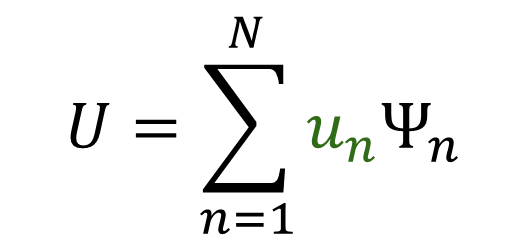 U = ∑_{n=1}^{N} u_n Ψ_n